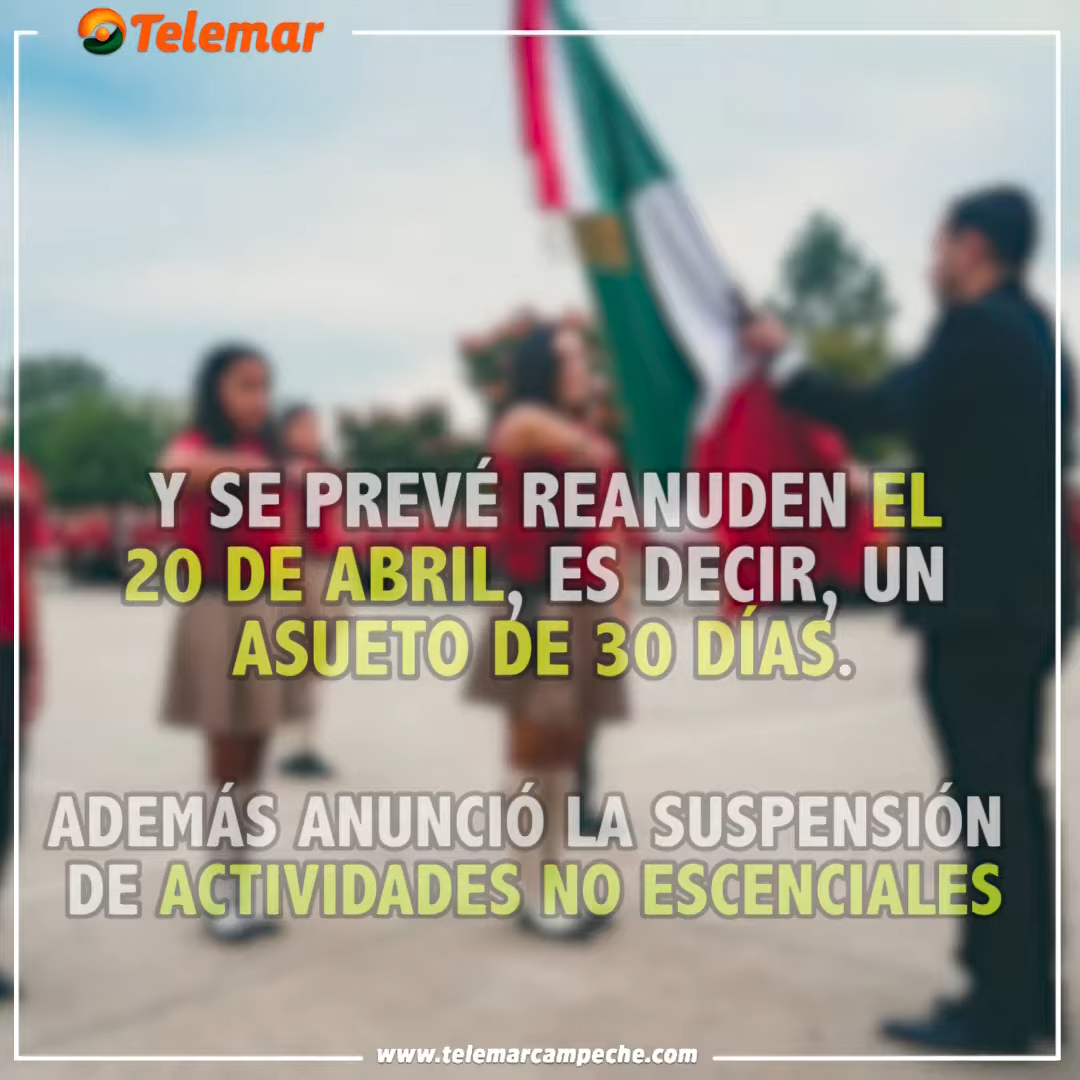 Telemar
Y SE PREVÉ REANUDEN EL
20 DE ABRIL, ES DECIR, UN
ASUETO DE 30 DÍAS.
ADEMÁS ANUNCIÓ LA SUSPENSIÓN
DE ACTIVIDADES NO ESCENCIALES
www.telemarcampeche.com